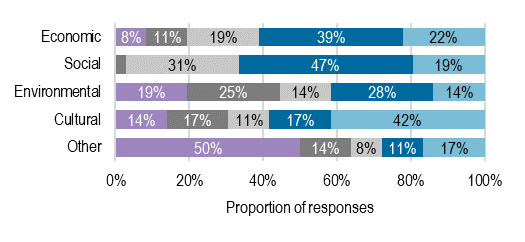 Economic 8% 11% 19% 39% 22%
Social 31% 47% 19%
Environmental 19% 25% 14% 28% 14%
Cultural 14% 17% 11% 17% 42%
Other 50% 14% 8% 11% 17%
0% 20% 40% 60% 80% 100%
Proportion of responses